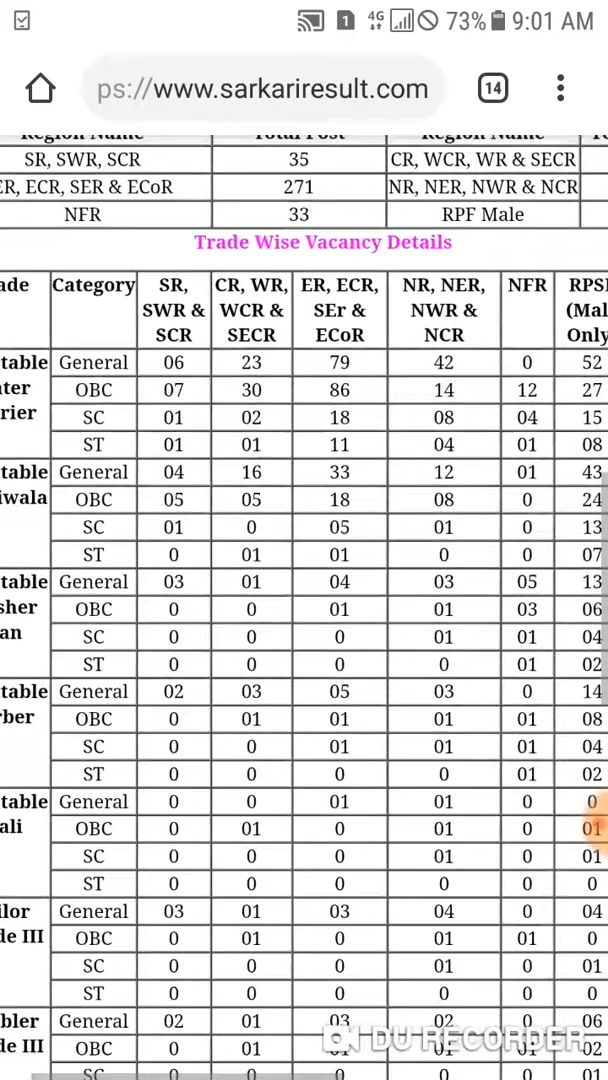 1 4G 73% 9:01 AM
ps://www.sarkariresult.com 14
Region Name Total Post Region Name
SR, SWR, SCR 35 CR, WCR, WR & SECR
ER, ECR, SER & ECoR 271 NR, NER, NWR & NCR
NFR 33 RPF Male
Trade Wise Vacancy Details
ade Category SR, SWR & SCR CR, WR, WCR & SECR ER, ECR, SEr & ECoR NR, NER, NWR & NCR NFR RPS (Mal Only
table General 06 23 79 42 0 52
ter OBC 07 30 86 14 12 27
rier SC 01 02 18 08 04 15
ST 01 01 11 04 01 08
table General 04 16 33 12 01 43
iwala OBC 05 05 18 08 0 24
SC 01 0 05 01 0 13
ST 0 01 01 0 0 07
table General 03 01 04 03 05 13
sher OBC 0 0 01 01 03 06
an SC 0 0 0 01 01 04
ST 0 0 0 0 01 02
table General 02 03 05 03 0 14
rber OBC 0 01 01 01 01 08
SC 0 0 01 01 01 04
ST 0 0 0 0 01 02
table General 0 0 01 01 0 0
ali OBC 0 01 0 01 0 01
SC 0 0 0 01 0 01
ST 0 0 0 0 0 0
ilor General 03 01 03 04 0 04
de III OBC 0 01 0 01 01 0
SC 0 0 0 01 0 01
ST 0 0 0 0 0 0
bler General 02 01 03 02 0 06
de III OBC 0 01 01 01 01 02
SC 0 0 0 01 0 01
DU RECORDER